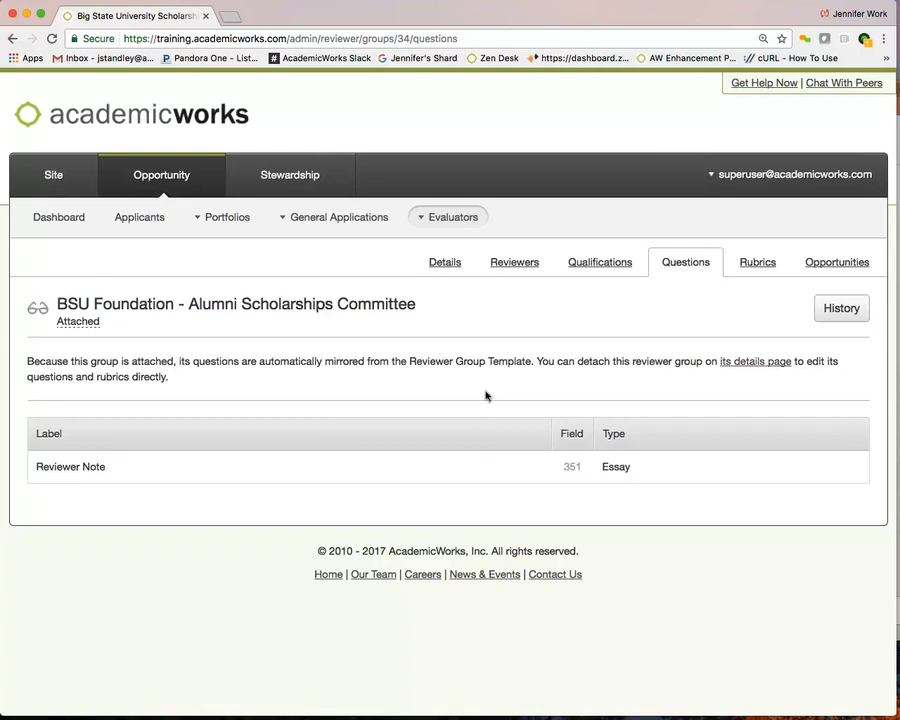 Big State University Scholarsh
Jennifer Work
Secure
https://training.academicworks.com/admin/reviewer/groups/34/questions
Apps
Inbox - jstandley@a...
Pandora One - List...
AcademicWorks Slack
Jennifer's Shard
Zen Desk
https://dashboard.z...
AW Enhancement P...
cURL - How To Use
»
Get Help Now | Chat With Peers
academicworks
Site
Opportunity
Stewardship
superuser@academicworks.com
Dashboard
Applicants
Portfolios
General Applications
Evaluators
Details
Reviewers
Qualifications
Questions
Rubrics
Opportunities
BSU Foundation - Alumni Scholarships Committee
Attached
History
Because this group is attached, its questions are automatically mirrored from the Reviewer Group Template. You can detach this reviewer group on its details page to edit its
questions and rubrics directly.
Label
Field
Type
Reviewer Note
351
Essay
© 2010 - 2017 AcademicWorks, Inc. All rights reserved.
Home | Our Team | Careers | News & Events | Contact Us